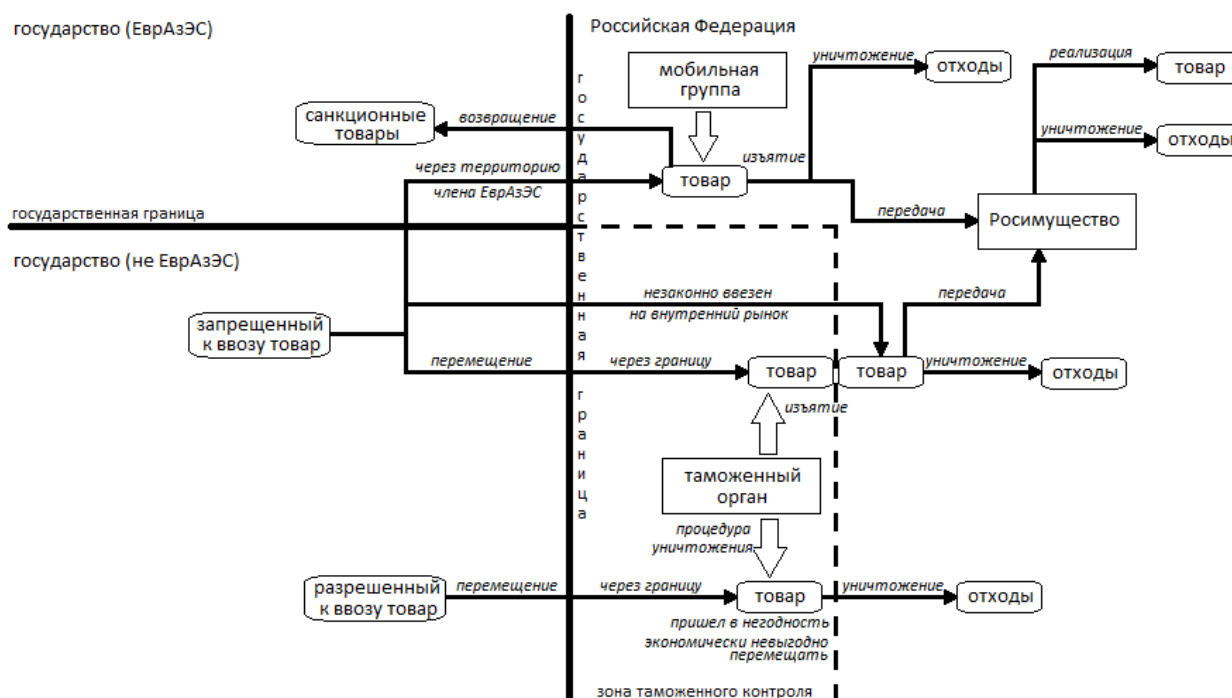 государство (ЕврАзЭС)
Российская Федерация
уничтожение
отходы
реализация
товар
мобильная
группа
санкционные
товары
возвращение
уничтожение
отходы
изъятие
через территорию
члена ЕврАзЭС
товар
передача
Росимущество
государственная граница
государство (не ЕврАзЭС)
государственная граница
незаконно ввезен
на внутренний рынок
передача
запрещенный
к ввозу товар
перемещение
через границу
товар
товар
уничтожение
отходы
изъятие
таможенный
орган
процедура
уничтожения
разрешенный
к ввозу товар
перемещение
через границу
товар
уничтожение
отходы
пришел в негодность
экономически невыгодно
перемещать
зона таможенного контроля